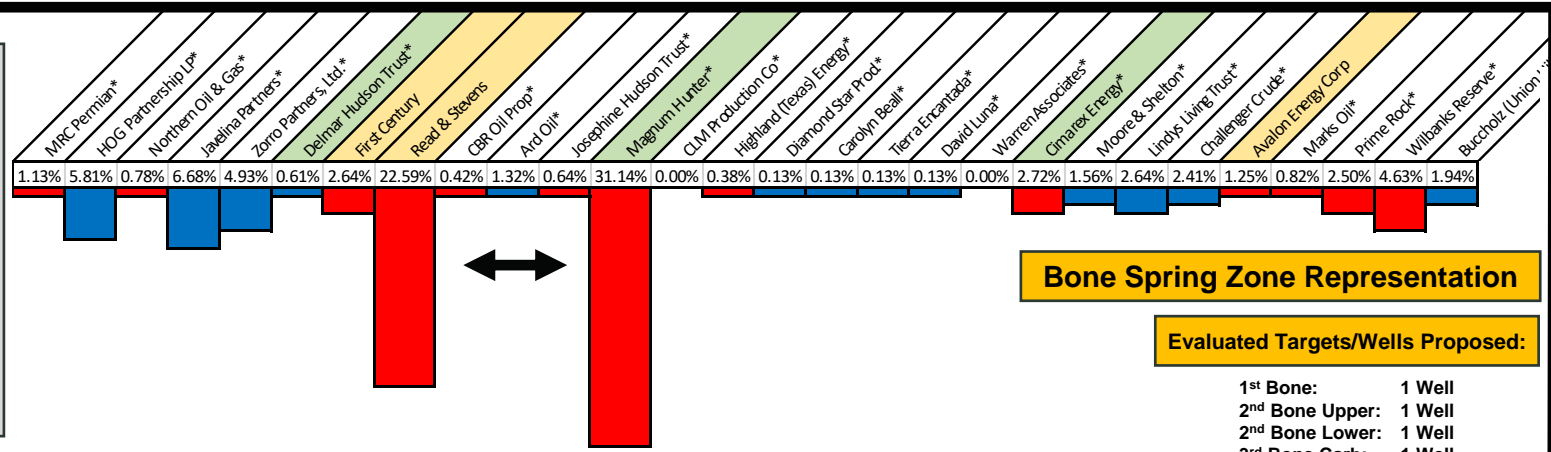 MRC Permian*
HOG Partnership LP*
Northern Oil & Gas*
Javelina Partners*
Zorro Partners, Ltd.*
Delmar Hudson Trust*
First Century
Read & Stevens
CBR Oil Prop*
Ard Oil*
Josephine Hudson Trust*
Magnum Hunter*
CLM Production Co*
Highland (Texas) Energy*
Diamond Star Prod.*
Carolyn Beall*
Tierra Encantada*
David Luna*
Warren Associates*
Cimarex Energy*
Moore & Shelton*
Lindys Living Trust*
Challenger Crude*
Avalon Energy Corp
Marks Oil*
Prime Rock*
Wilbanks Reserve*
Buccholz (Union
1.13% 5.81% 0.78% 6.68% 4.93% 0.61% 2.64% 22.59% 0.42% 1.32% 0.64% 31.14% 0.00% 0.38% 0.13% 0.13% 0.13% 0.13% 0.00% 2.72% 1.56% 2.64% 2.41% 1.25% 0.82% 2.50% 4.63% 1.94%
Bone Spring Zone Representation
Evaluated Targets/Wells Proposed:
1st Bone: 1 Well
2nd Bone Upper: 1 Well
2nd Bone Lower: 1 Well
3rd Bone Carb: 1 Well